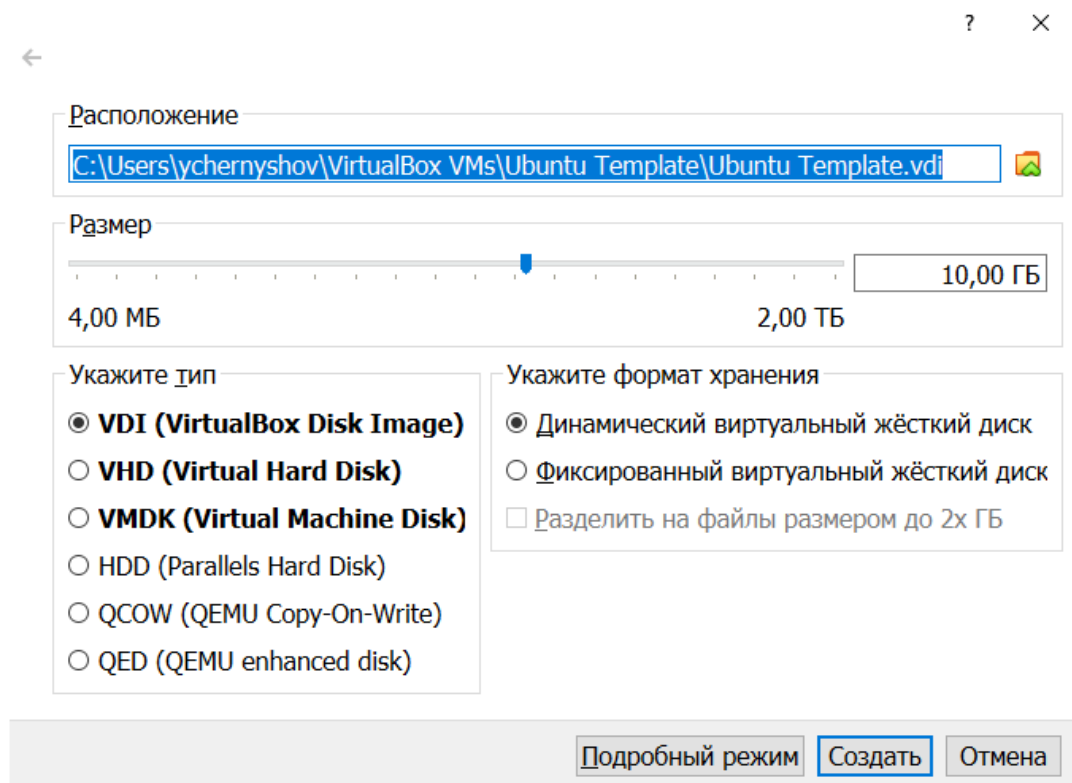 ?
Расположение
C:\Users\ychernyshov\VirtualBox VMs\Ubuntu Template\Ubuntu Template.vdi
Размер
10,00 ГБ
4,00 МБ 2,00 ТБ
Укажите тип
VDI (VirtualBox Disk Image)
VHD (Virtual Hard Disk)
VMDK (Virtual Machine Disk)
HDD (Parallels Hard Disk)
QCOW (QEMU Copy-On-Write)
QED (QEMU enhanced disk)
Укажите формат хранения
Динамический виртуальный жёсткий диск
Фиксированный виртуальный жёсткий диск
Разделить на файлы размером до 2х ГБ
Подробный режим Создать Отмена